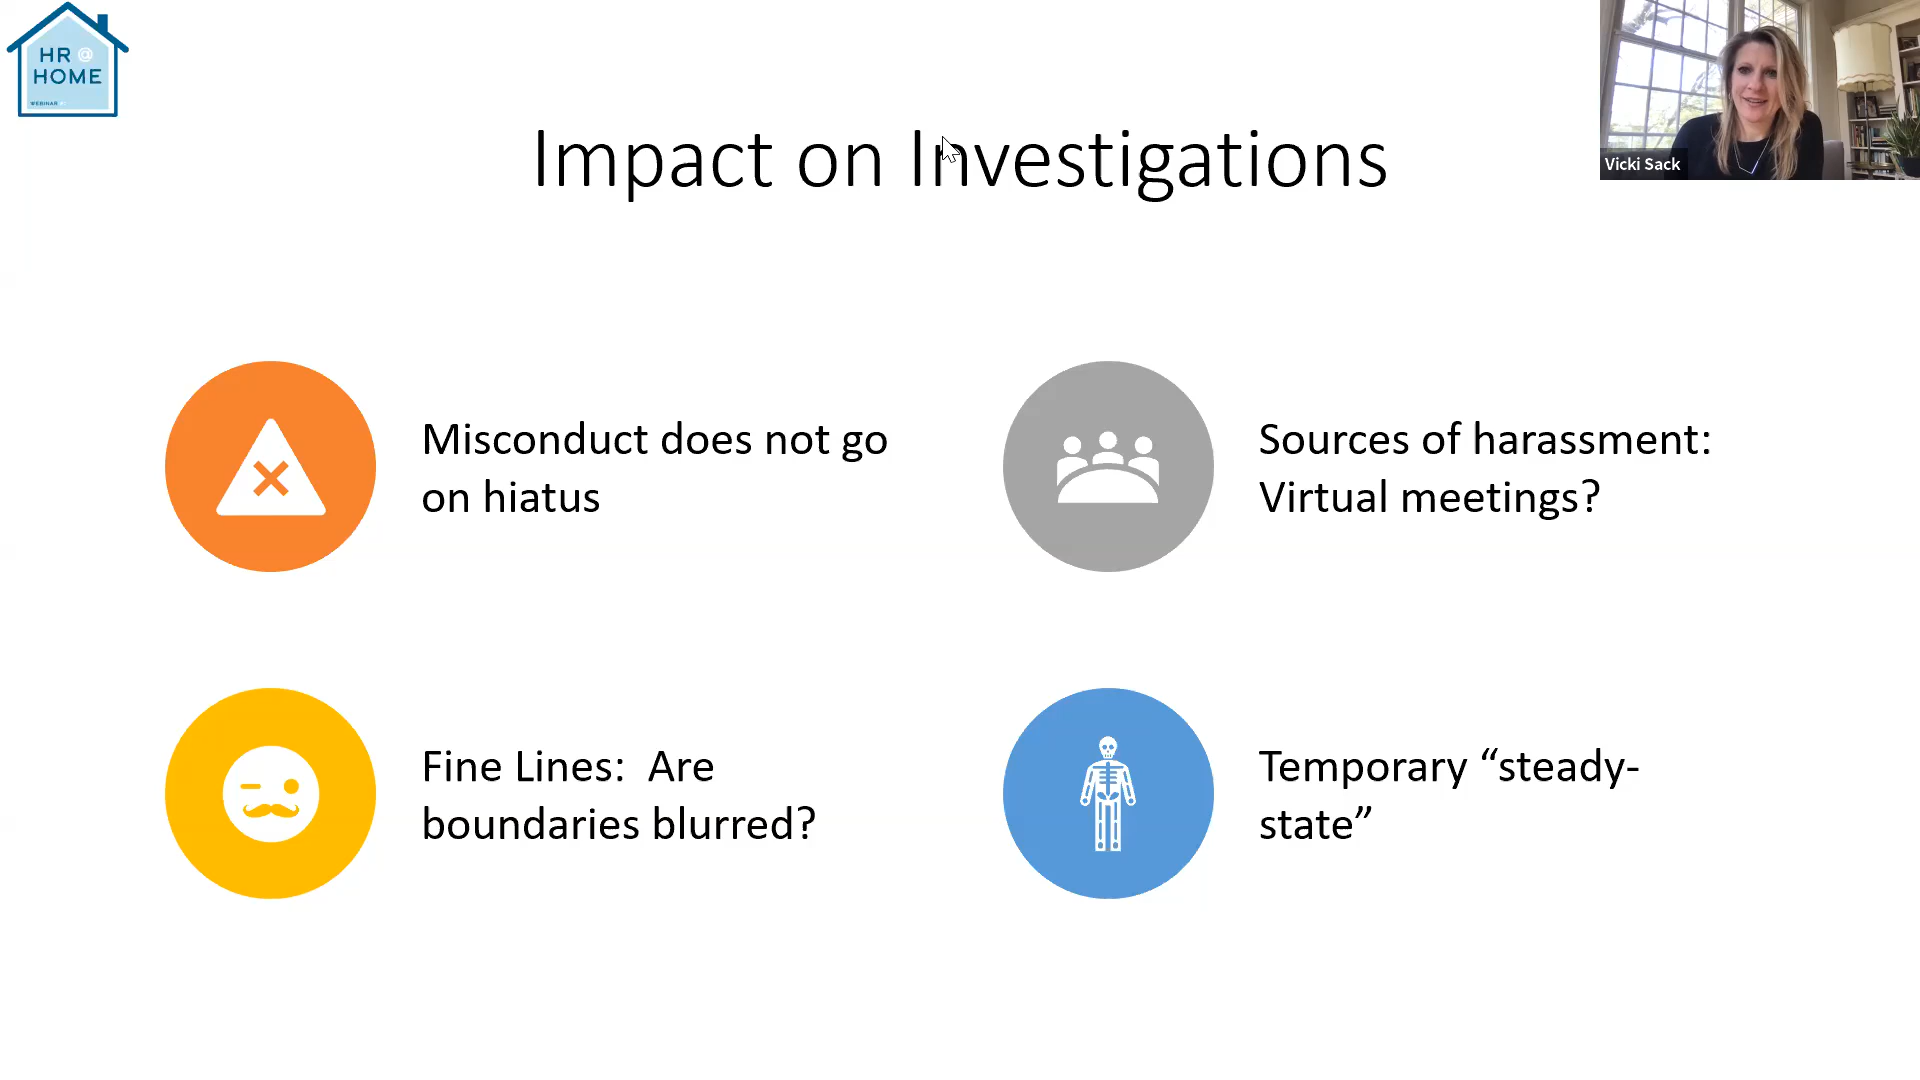 HR @
HOME
WEBINAR
Vicki Sack
Impact on Investigations
Misconduct does not go
on hiatus
Sources of harassment:
Virtual meetings?
Fine Lines:  Are
boundaries blurred?
Temporary “steady-
state”